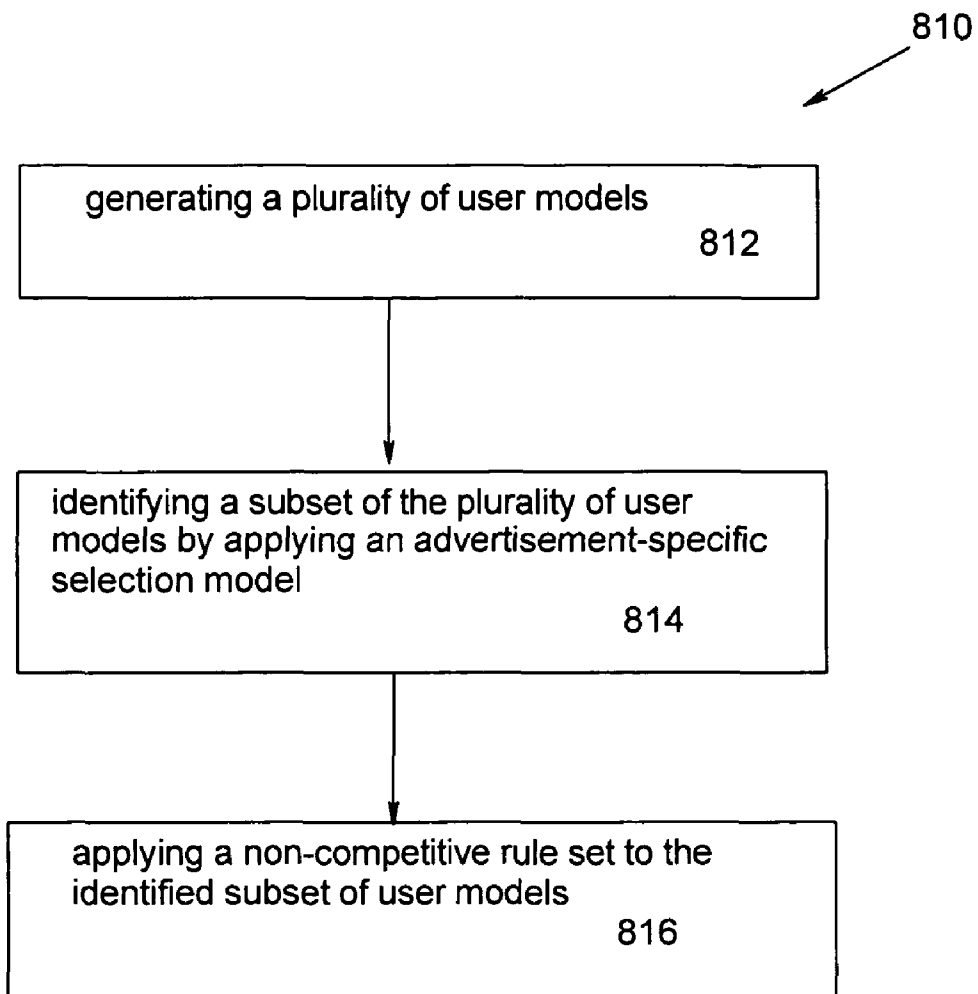 810
generating a plurality of user models
812
identifying a subset of the plurality of user
models by applying an advertisement-specific
selection model
814
applying a non-competitive rule set to the
identified subset of user models
816